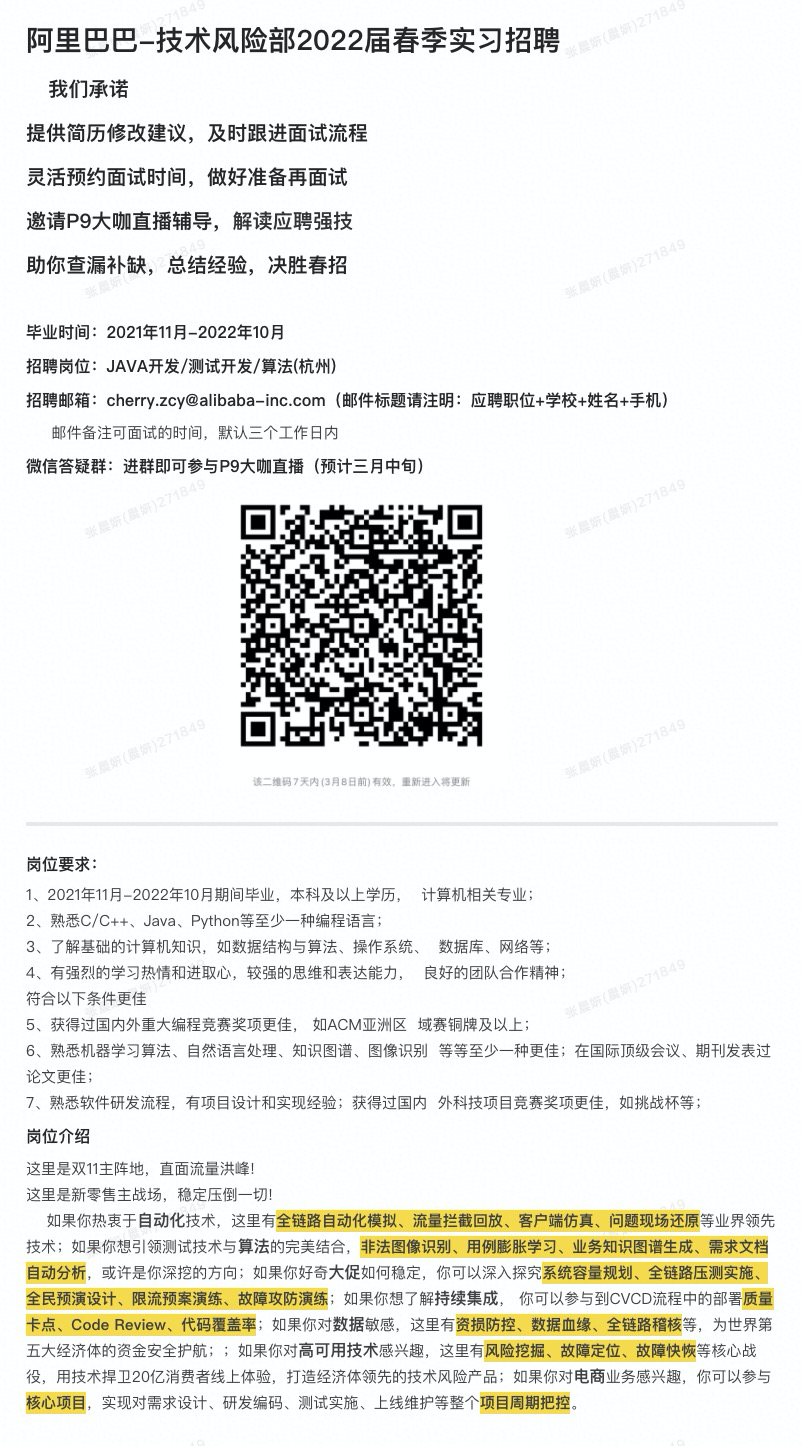 阿里巴巴-技术风险部2022届春季实习招聘
我们承诺
提供简历修改建议，及时跟进面试流程
灵活预约面试时间，做好准备再面试
邀请P9大咖直播辅导，解读应聘强技
助你查漏补缺，总结经验，决胜春招
毕业时间：2021年11月-2022年10月
招聘岗位：JAVA开发/测试开发/算法(杭州)
招聘邮箱：cherry.zcy@alibaba-inc.com（邮件标题请注明：应聘职位+学校+姓名+手机）
邮件备注可面试的时间，默认三个工作日内
微信答疑群：进群即可参与P9大咖直播（预计三月中旬）
该二维码7天内(3月8日前)有效，重新进入将更新
岗位要求：
1、2021年11月-2022年10月期间毕业，本科及以上学历， 计算机相关专业；
2、熟悉C/C++、Java、Python等至少一种编程语言；
3、了解基础的计算机知识，如数据结构与算法、操作系统、 数据库、网络等；
4、有强烈的学习热情和进取心，较强的思维和表达能力， 良好的团队合作精神；
符合以下条件更佳
5、获得过国内外重大编程竞赛奖项更佳， 如ACM亚洲区 域赛铜牌及以上；
6、熟悉机器学习算法、自然语言处理、知识图谱、图像识别 等等至少一种更佳；在国际顶级会议、期刊发表过
论文更佳；
7、熟悉软件研发流程，有项目设计和实现经验；获得过国内 外科技项目竞赛奖项更佳，如挑战杯等；
岗位介绍
这里是双11主阵地，直面流量洪峰！
这里是新零售主战场，稳定压倒一切！
如果你热衷于自动化技术，这里有全链路自动化模拟、流量拦截回放、客户端仿真、问题现场还原等业界领先
技术；如果你想引领测试技术与算法的完美结合，非法图像识别、用例膨胀学习、业务知识图谱生成、需求文档
自动分析，或许是你深挖的方向；如果你好奇大促如何稳定，你可以深入探究系统容量规划、全链路压测实施、
全民预演设计、限流预案演练、故障攻防演练；如果你想了解持续集成， 你可以参与到CVCD流程中的部署质量
卡点、Code Review、代码覆盖率；如果你对数据敏感，这里有资损防控、数据血缘、全链路稽核等，为世界第
五大经济体的资金安全护航；；如果你对高可用技术感兴趣，这里有风险挖掘、故障定位、故障快恢等核心战
役，用技术捍卫20亿消费者线上体验，打造经济体领先的技术风险产品；如果你对电商业务感兴趣，你可以参与
核心项目，实现对需求设计、研发编码、测试实施、上线维护等整个项目周期把控。
张晨妍(晨妍)271849